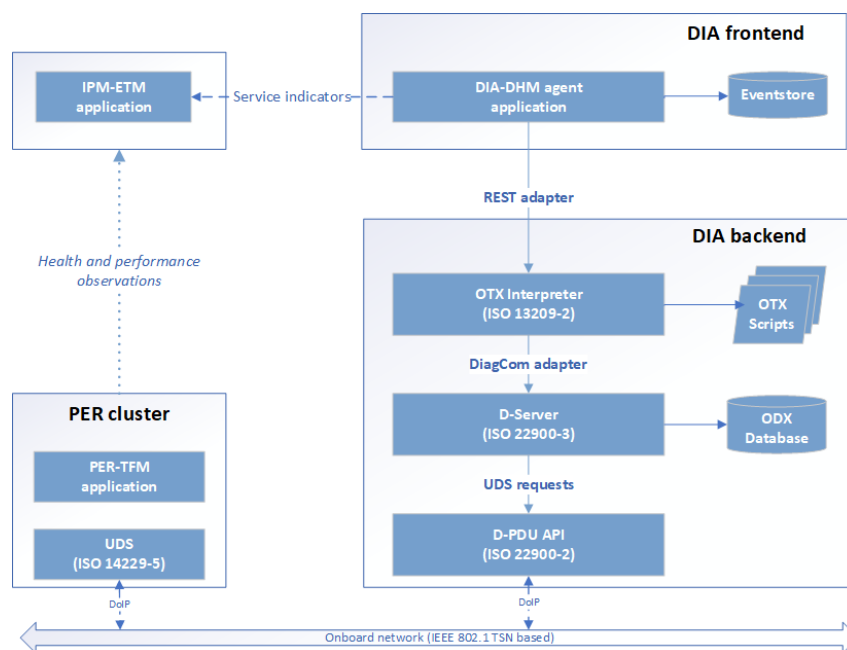 DIA frontend
IPM-ETM
application
Service indicators
DIA-DHM agent
application
Eventstore
REST adapter
DIA backend
Health and performance
observations
OTX Interpreter
(ISO 13209-2)
OTX
Scripts
DiagCom adapter
PER cluster
D-Server
(ISO 22900-3)
ODX
Database
PER-TFM
application
UDS requests
UDS
(ISO 14229-5)
D-PDU API
(ISO 22900-2)
DoIP
DoIP
Onboard network (IEEE 802.1 TSN based)